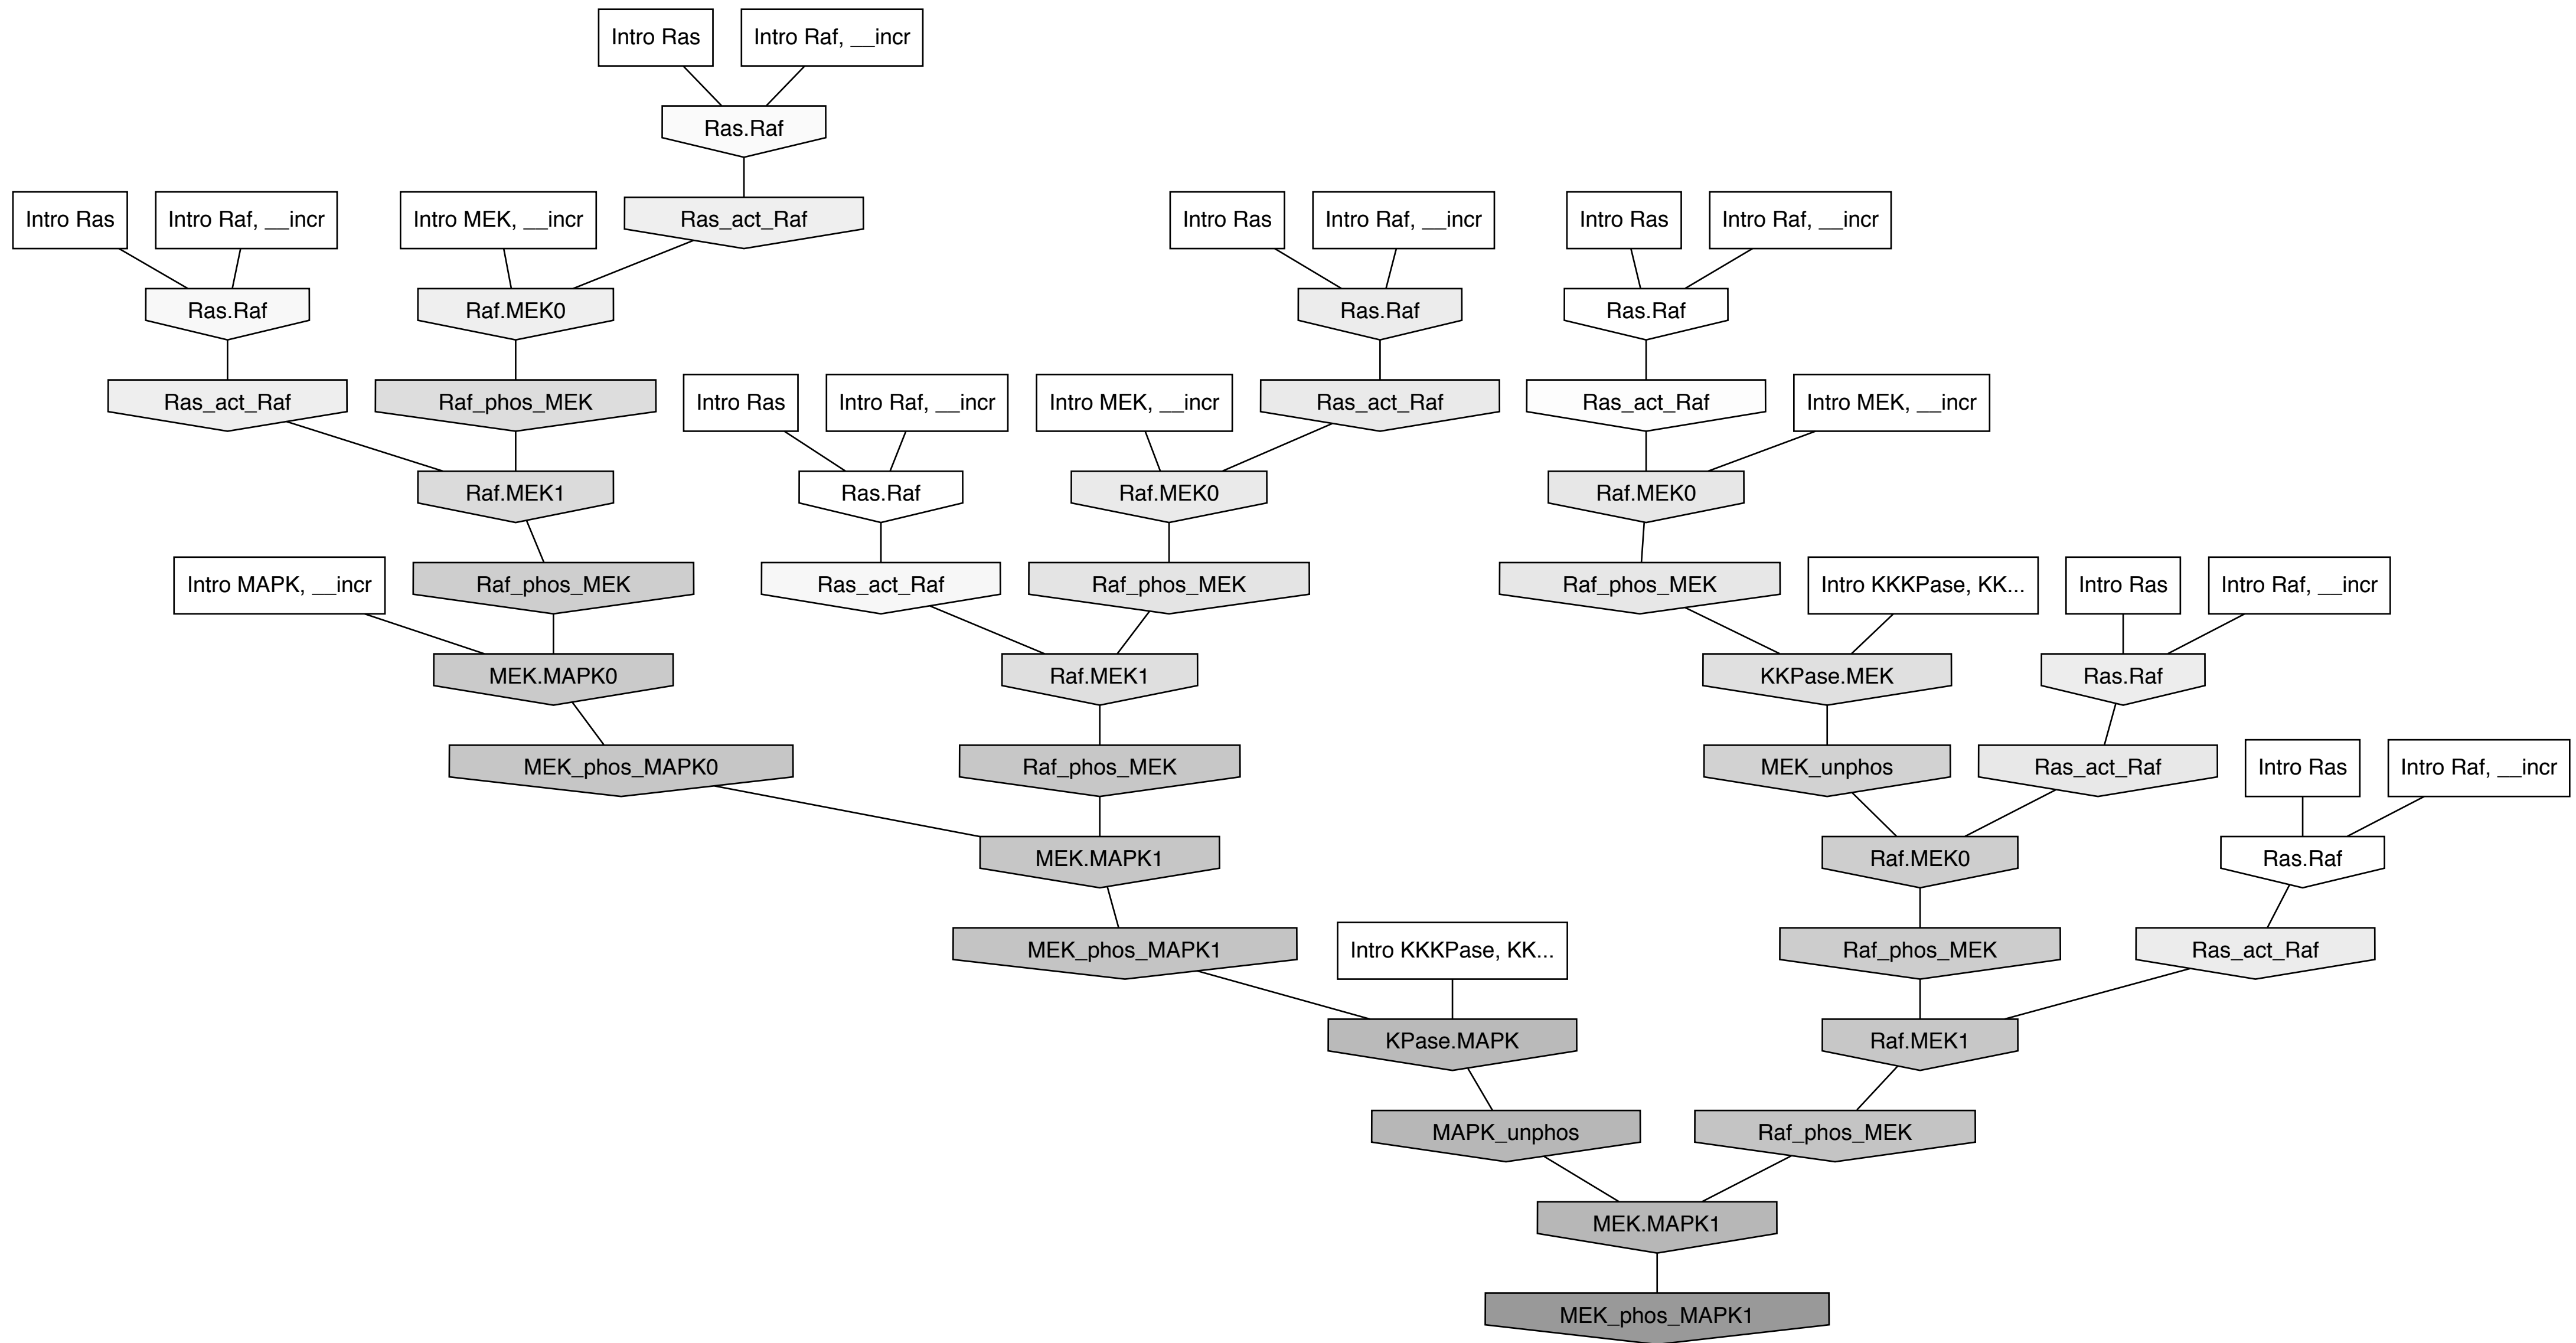 Intro Ras
Intro Raf, __incr
Ras.Raf
Intro Ras
Intro Raf, __incr
Intro MEK, __incr
Ras_act_Raf
Intro Ras
Intro Raf, __incr
Intro Ras
Intro Raf, __incr
Ras.Raf
Raf.MEK0
Ras.Raf
Ras.Raf
Ras_act_Raf
Raf_phos_MEK
Intro Ras
Intro Raf, __incr
Intro MEK, __incr
Ras_act_Raf
Ras_act_Raf
Intro MEK, __incr
Raf.MEK1
Ras.Raf
Raf.MEK0
Raf.MEK0
Intro MAPK, __incr
Raf_phos_MEK
Ras_act_Raf
Raf_phos_MEK
Raf_phos_MEK
Intro KKKPase, KK...
Intro Ras
Intro Raf, __incr
MEK.MAPK0
Raf.MEK1
KKPase.MEK
Ras.Raf
MEK_phos_MAPK0
Raf_phos_MEK
MEK_unphos
Ras_act_Raf
Intro Ras
Intro Raf, __incr
MEK.MAPK1
Raf.MEK0
Ras.Raf
MEK_phos_MAPK1
Intro KKKPase, KK...
Raf_phos_MEK
Ras_act_Raf
KPase.MAPK
Raf.MEK1
MAPK_unphos
Raf_phos_MEK
MEK.MAPK1
MEK_phos_MAPK1